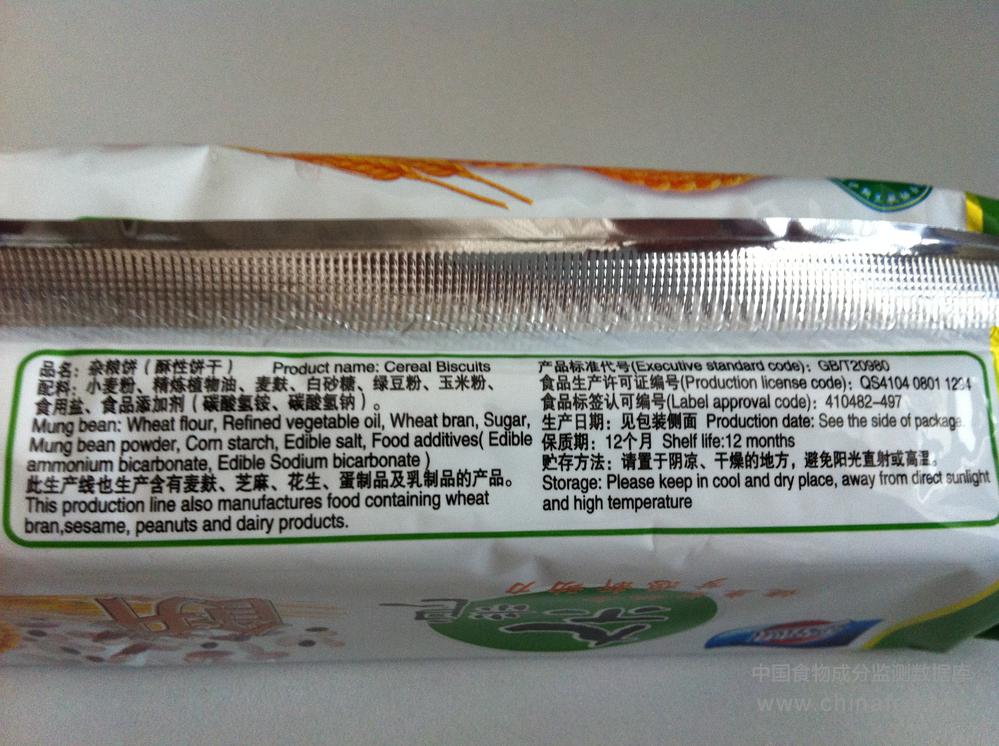 品名：杂粮饼（酥性饼干） Product name: Cereal Biscuits
配料：小麦粉、精炼植物油、麦麸、白砂糖、绿豆粉、玉米粉、
食用盐、食品添加剂（碳酸氢铵、碳酸氢钠）。
Mung bean: Wheat flour, Refined vegetable oil, Wheat bran, Sugar,
Mung bean powder, Corn starch, Edible salt, Food additives( Edible
ammonium bicarbonate, Edible Sodium bicarbonate )
此生产线也生产含有麦麸、芝麻、花生、蛋制品及乳制品的产品。
This production line also manufactures food containing wheat
bran,sesame, peanuts and dairy products.
产品标准代号(Executive standard code)：GB/T20980
食品生产许可证编号(Production license code)：QS4104 0801 1234
食品标签认可编号(Label approval code)：410482-497
生产日期：见包装侧面 Production date: See the side of package.
保质期：12个月 Shelf life:12 months
贮存方法：请置于阴凉、干燥的地方，避免阳光直射或高温。
Storage: Please keep in cool and dry place, away from direct sunlight
and high temperature
中国食物成分监测数据库